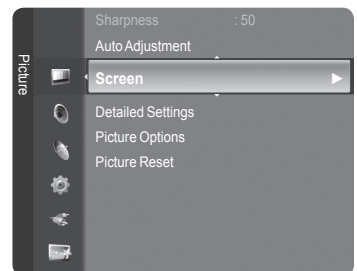 Picture
Sharpness : 50
Auto Adjustment
Screen
Detailed Settings
Picture Options
Picture Reset